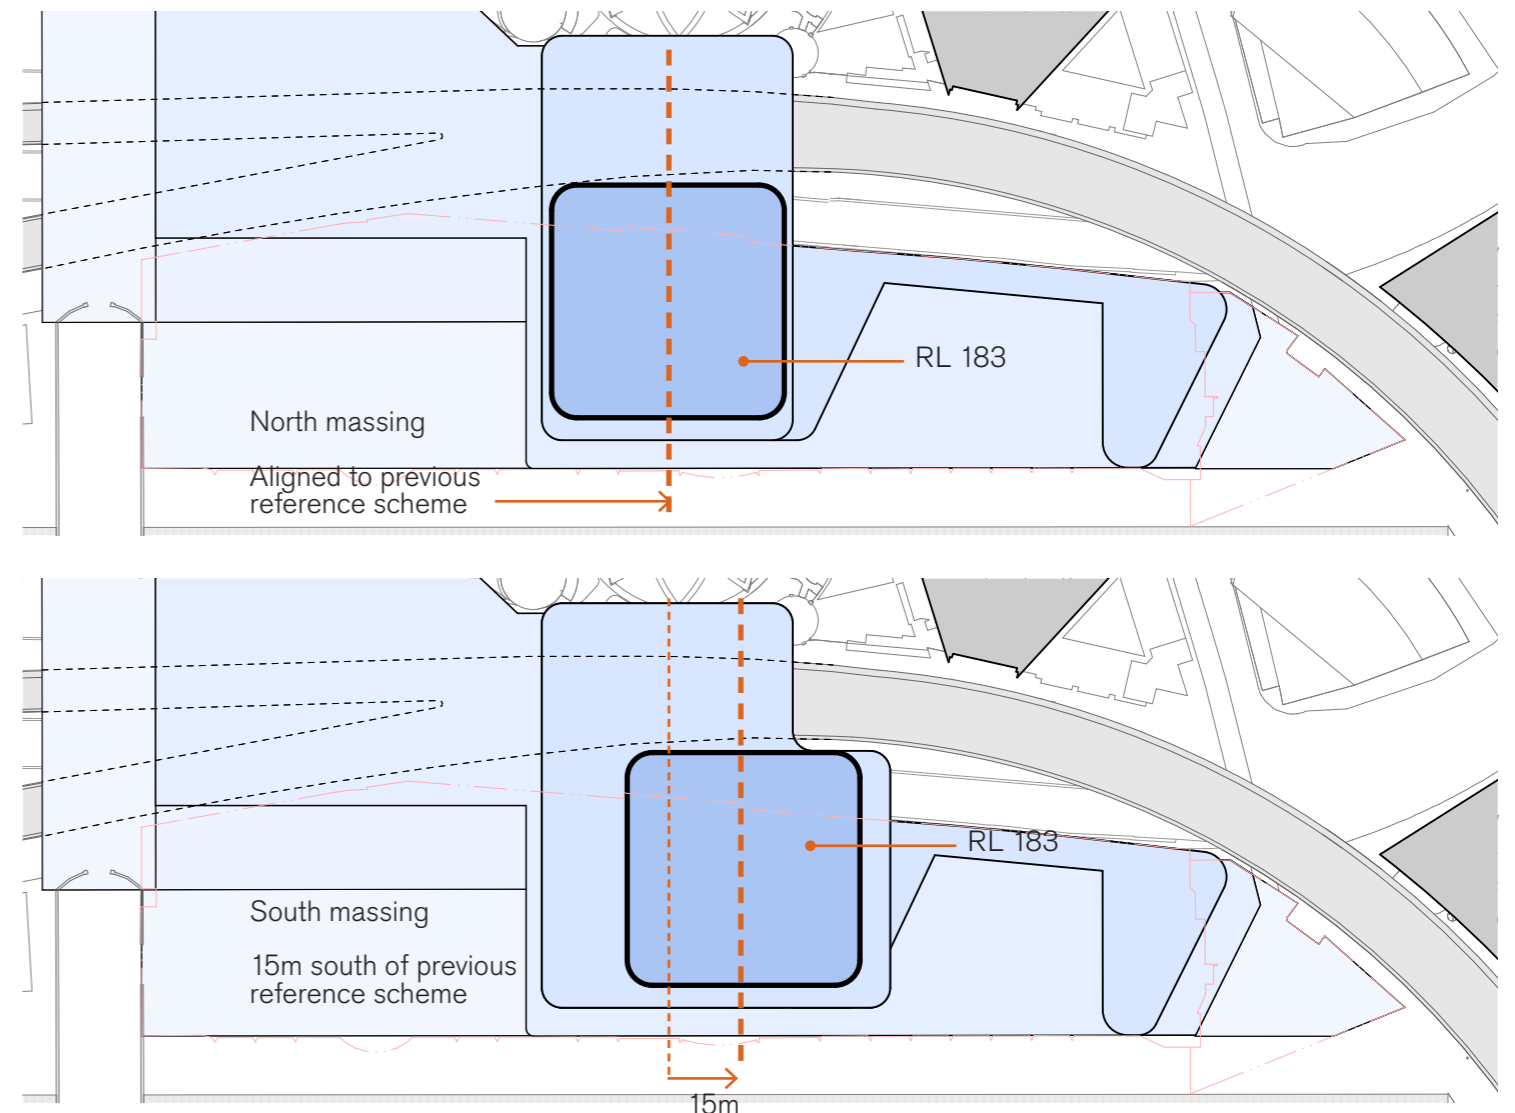 RL 183
North massing
Aligned to previous
reference scheme
RL 183
South massing
15m south of previous
reference scheme
15m